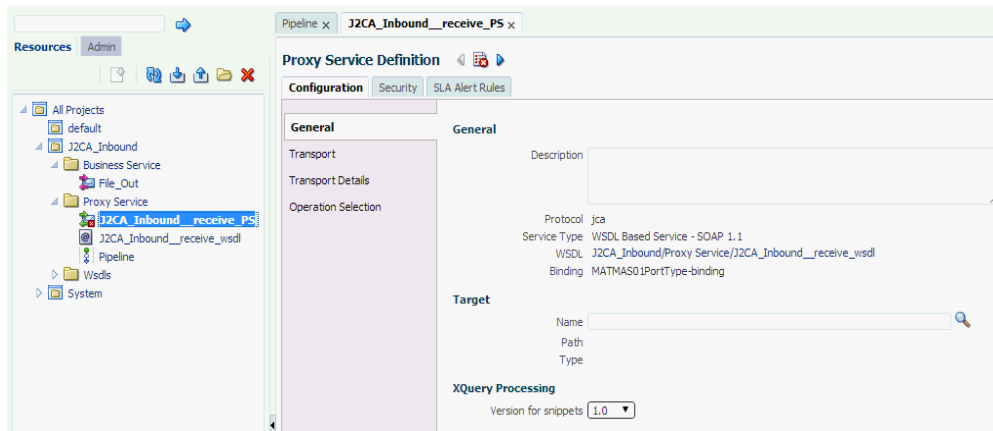 Pipeline x J2CA_Inbound__receive_PS x
Resources Admin
All Projects
default
J2CA_Inbound
Business Service
File_Out
Proxy Service
J2CA_Inbound__receive_PS
J2CA_Inbound__receive_wsdl
Pipeline
Wsdls
System
Proxy Service Definition
Configuration Security SLA Alert Rules
General
Transport
Transport Details
Operation Selection
General
Description
Protocol jca
Service Type WSDL Based Service - SOAP 1.1
WSDL J2CA_Inbound/Proxy Service/J2CA_Inbound__receive_wsdl
Binding MATMAS01PortType-binding
Target
Name
Path
Type
XQuery Processing
Version for snippets 1.0